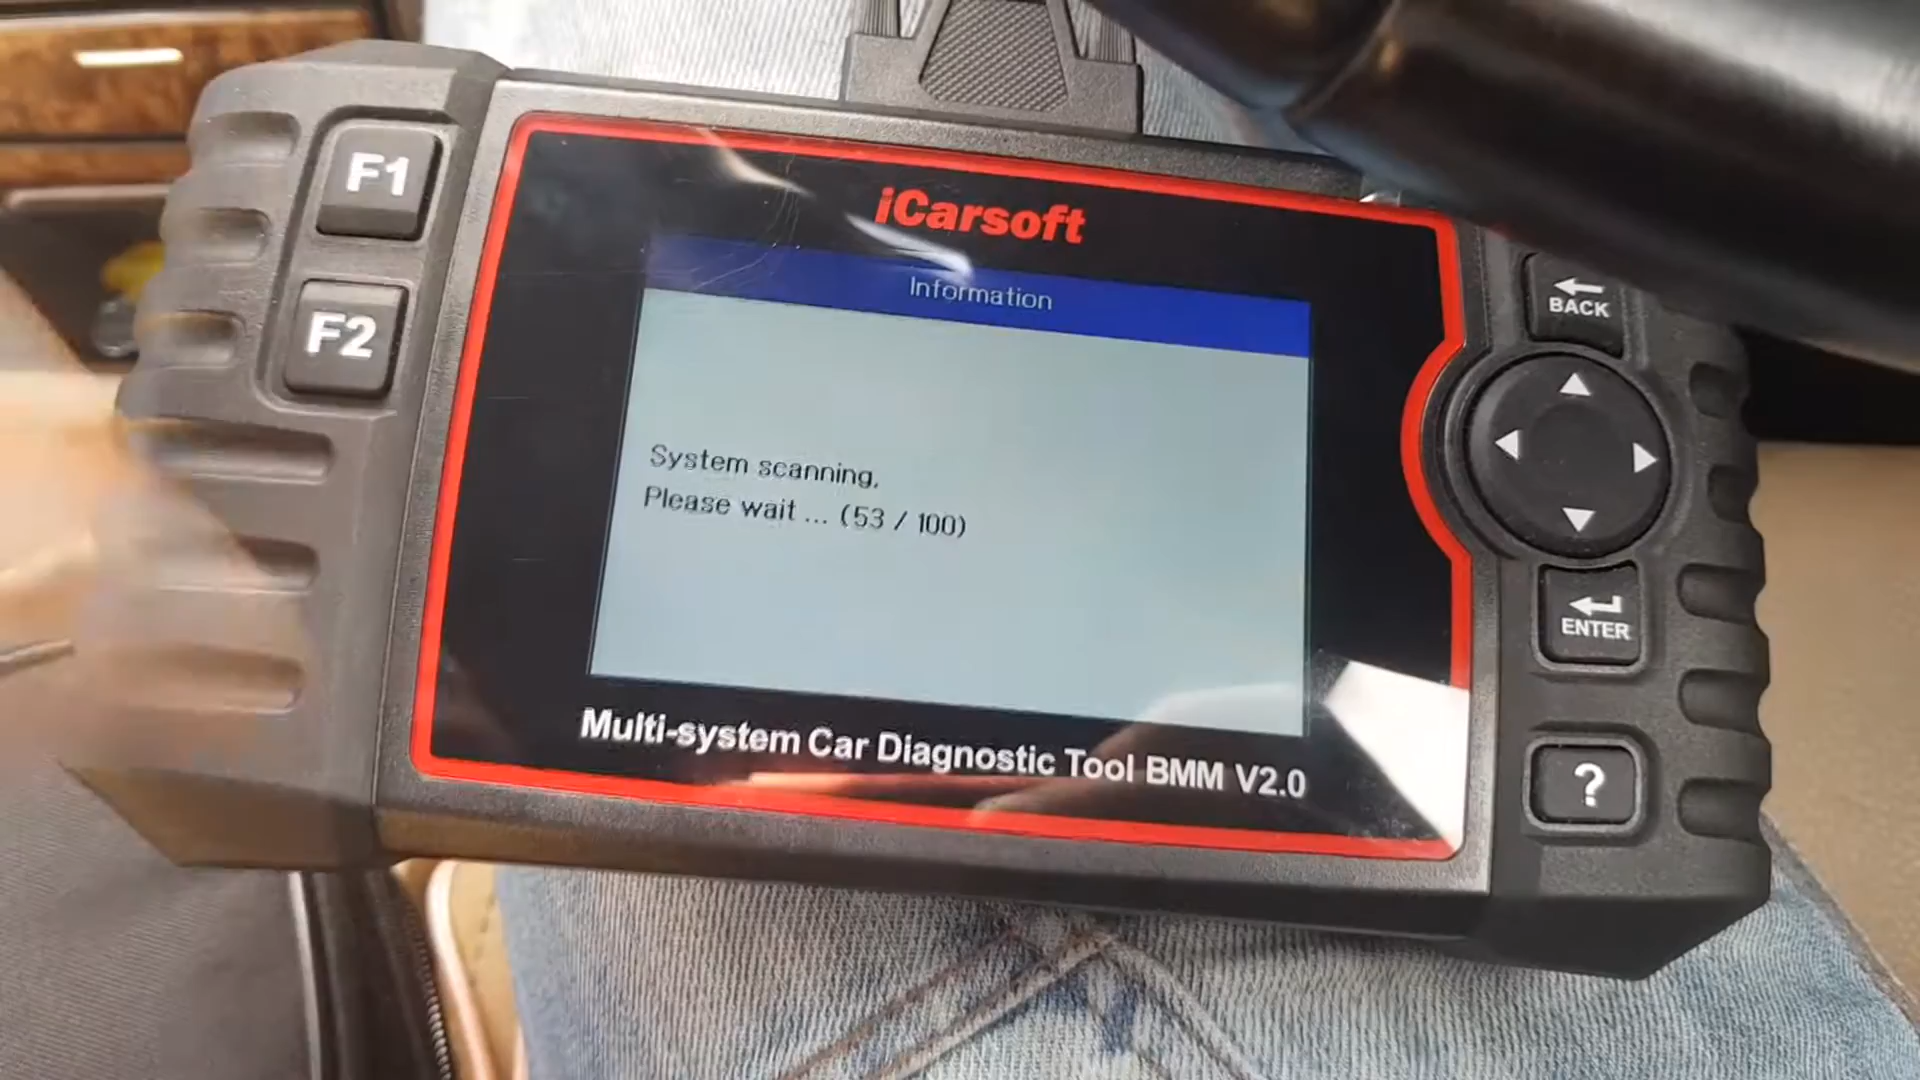 F1
F2
iCarsoft
Information
System scanning,
Please wait ... (53 / 100)
Multi-system Car Diagnostic Tool BMM V2.0
BACK
ENTER
?